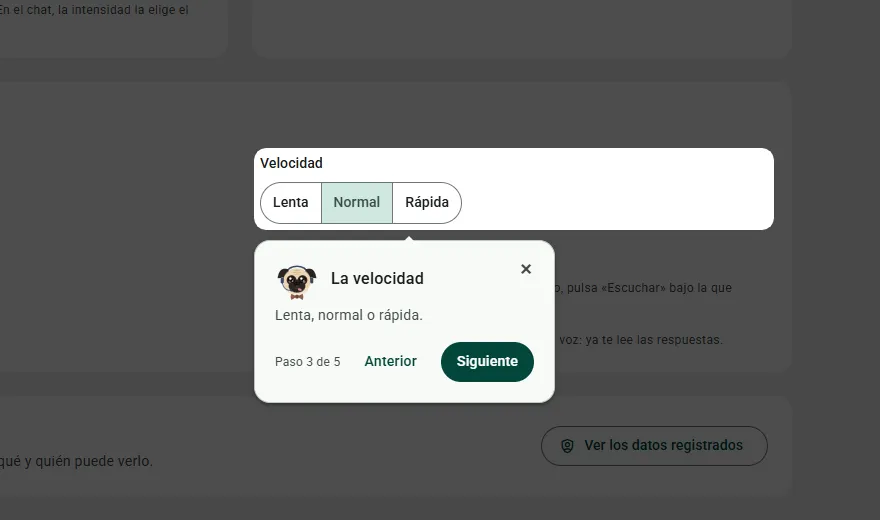 En el chat, la intensidad la elige el
Velocidad
Lenta
Normal
Rápida
La velocidad
Lenta, normal o rápida.
Paso 3 de 5
Anterior
Siguiente
pulsa «Escuchar» bajo la que
voz: ya te lee las respuestas.
qué y quién puede verlo.
Ver los datos registrados